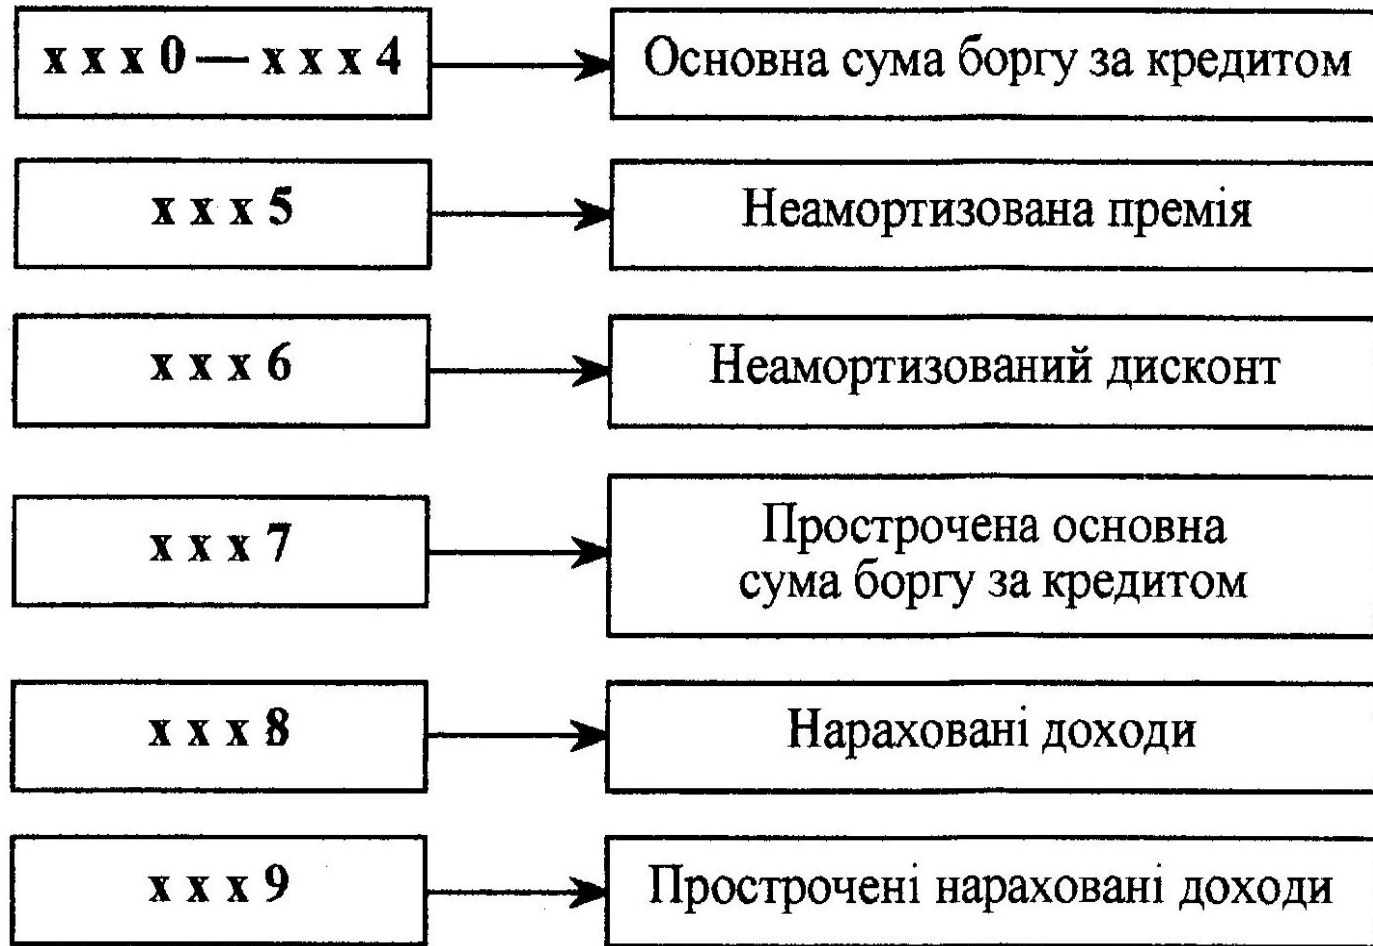 х х х 0 — х х х 4
Основна сума боргу за кредитом
х х х 5
Неамортизована премія
х х х 6
Неамортизований дисконт
х х х 7
Прострочена основна
сума боргу за кредитом
х х х 8
Нараховані доходи
х х х 9
Прострочені нараховані доходи